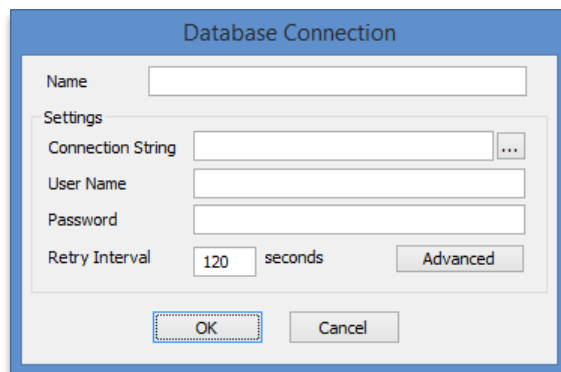 Database Connection
Name
Settings
Connection String ...
User Name
Password
Retry Interval 120 seconds Advanced
OK Cancel